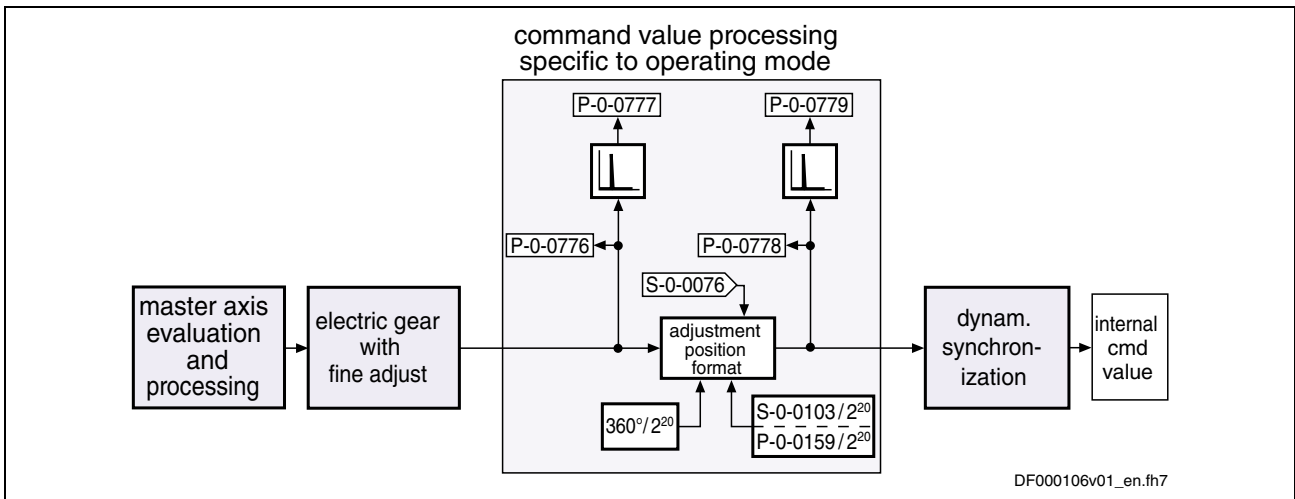 command value processing
specific to operating mode
P-0-0777
P-0-0779
P-0-0776
P-0-0778
S-0-0076
master axis
evaluation
and
processing
electric gear
with
fine adjust
adjustment
position
format
dynam.
synchron-
ization
internal
cmd
value
360°/2²⁰
S-0-0103/2²⁰
P-0-0159/2²⁰
DF000106v01_en.fh7